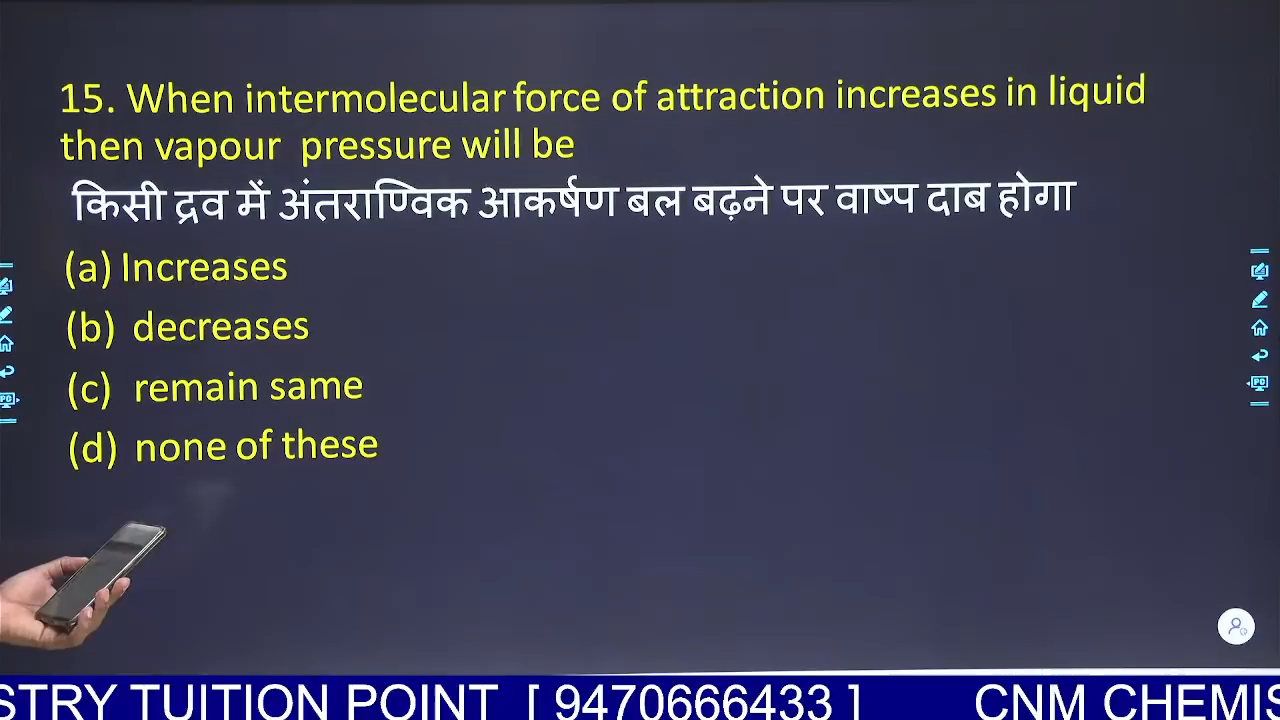 15. When intermolecular force of attraction increases in liquid
then vapour pressure will be
किसी द्रव में अंतराण्विक आकर्षण बल बढ़ने पर वाष्प दाब होगा
(a) Increases
(b) decreases
(c) remain same
(d) none of these
STRY TUITION POINT [ 9470666433 ] CNM CHEMIS